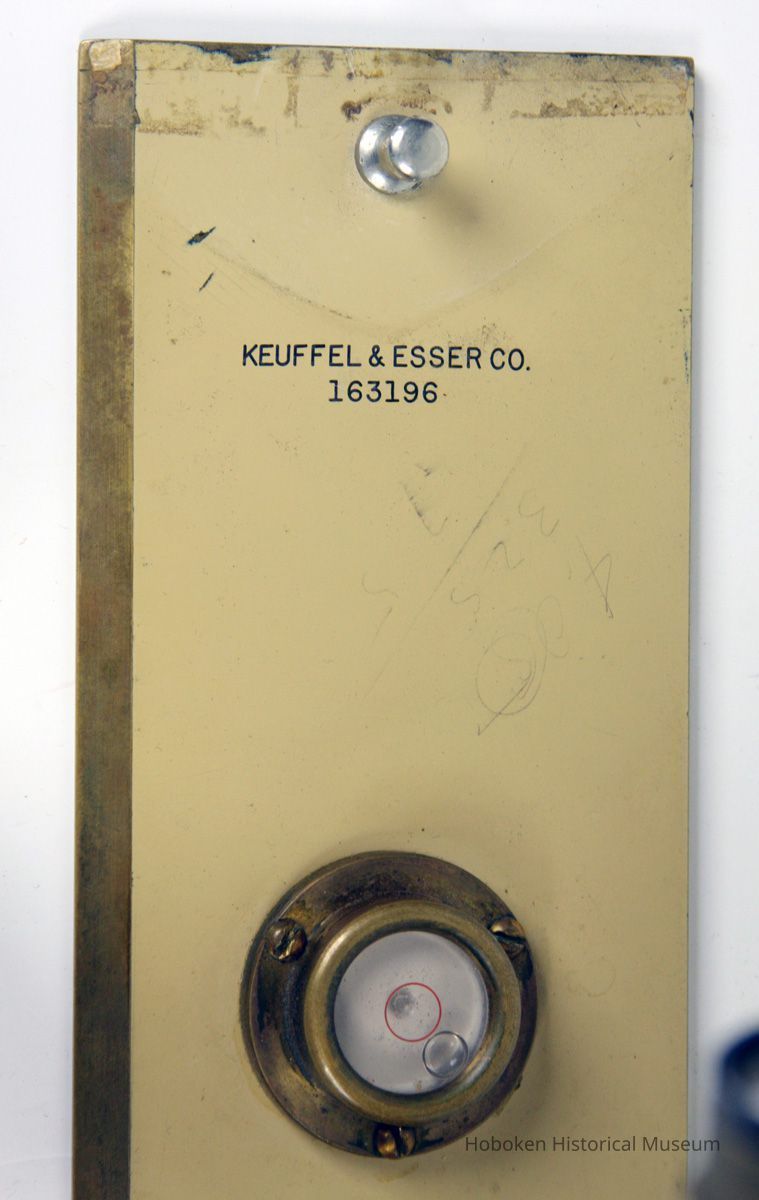 KEUFFEL & ESSER CO.
163196
Hoboken Historical Museum